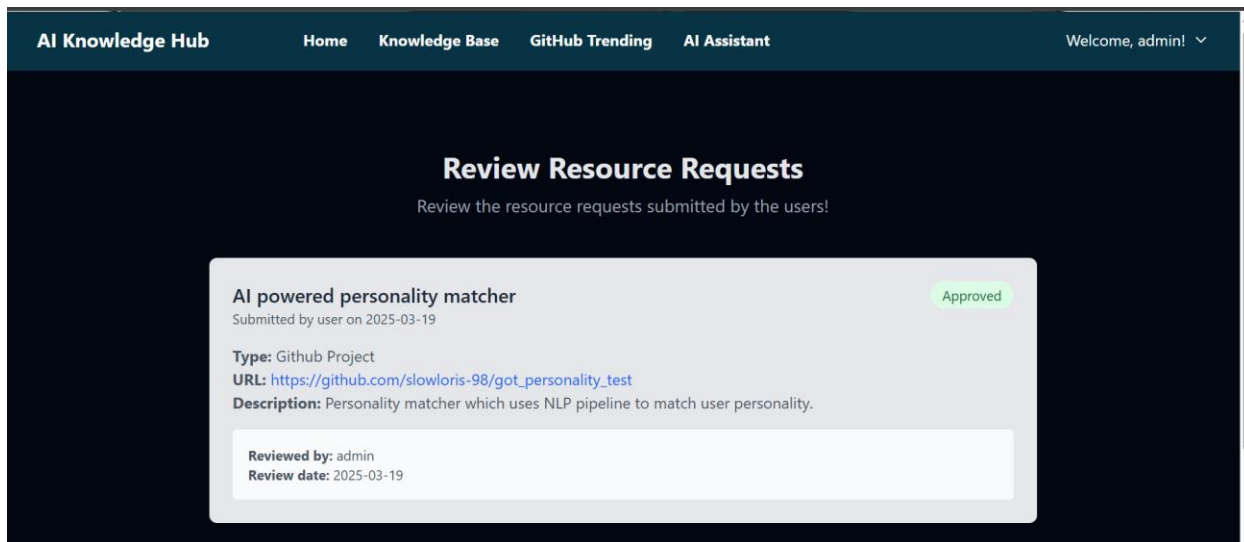 AI Knowledge Hub Home Knowledge Base GitHub Trending AI Assistant Welcome, admin!
Review Resource Requests
Review the resource requests submitted by the users!
AI powered personality matcher Approved
Submitted by user on 2025-03-19
Type: Github Project
URL: https://github.com/slowloris-98/got_personality_test
Description: Personality matcher which uses NLP pipeline to match user personality.
Reviewed by: admin
Review date: 2025-03-19